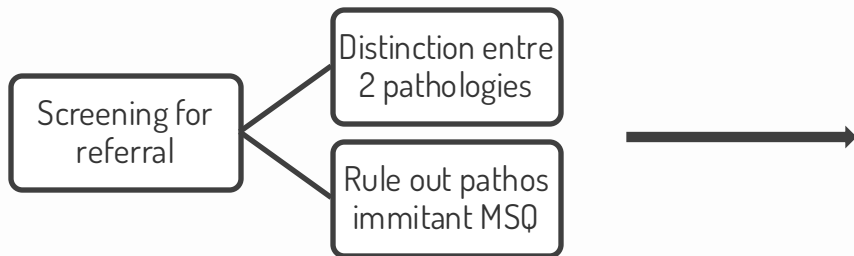 Distinction entre
2 pathologies
Screening for
referral
Rule out pathos
immitant MSQ